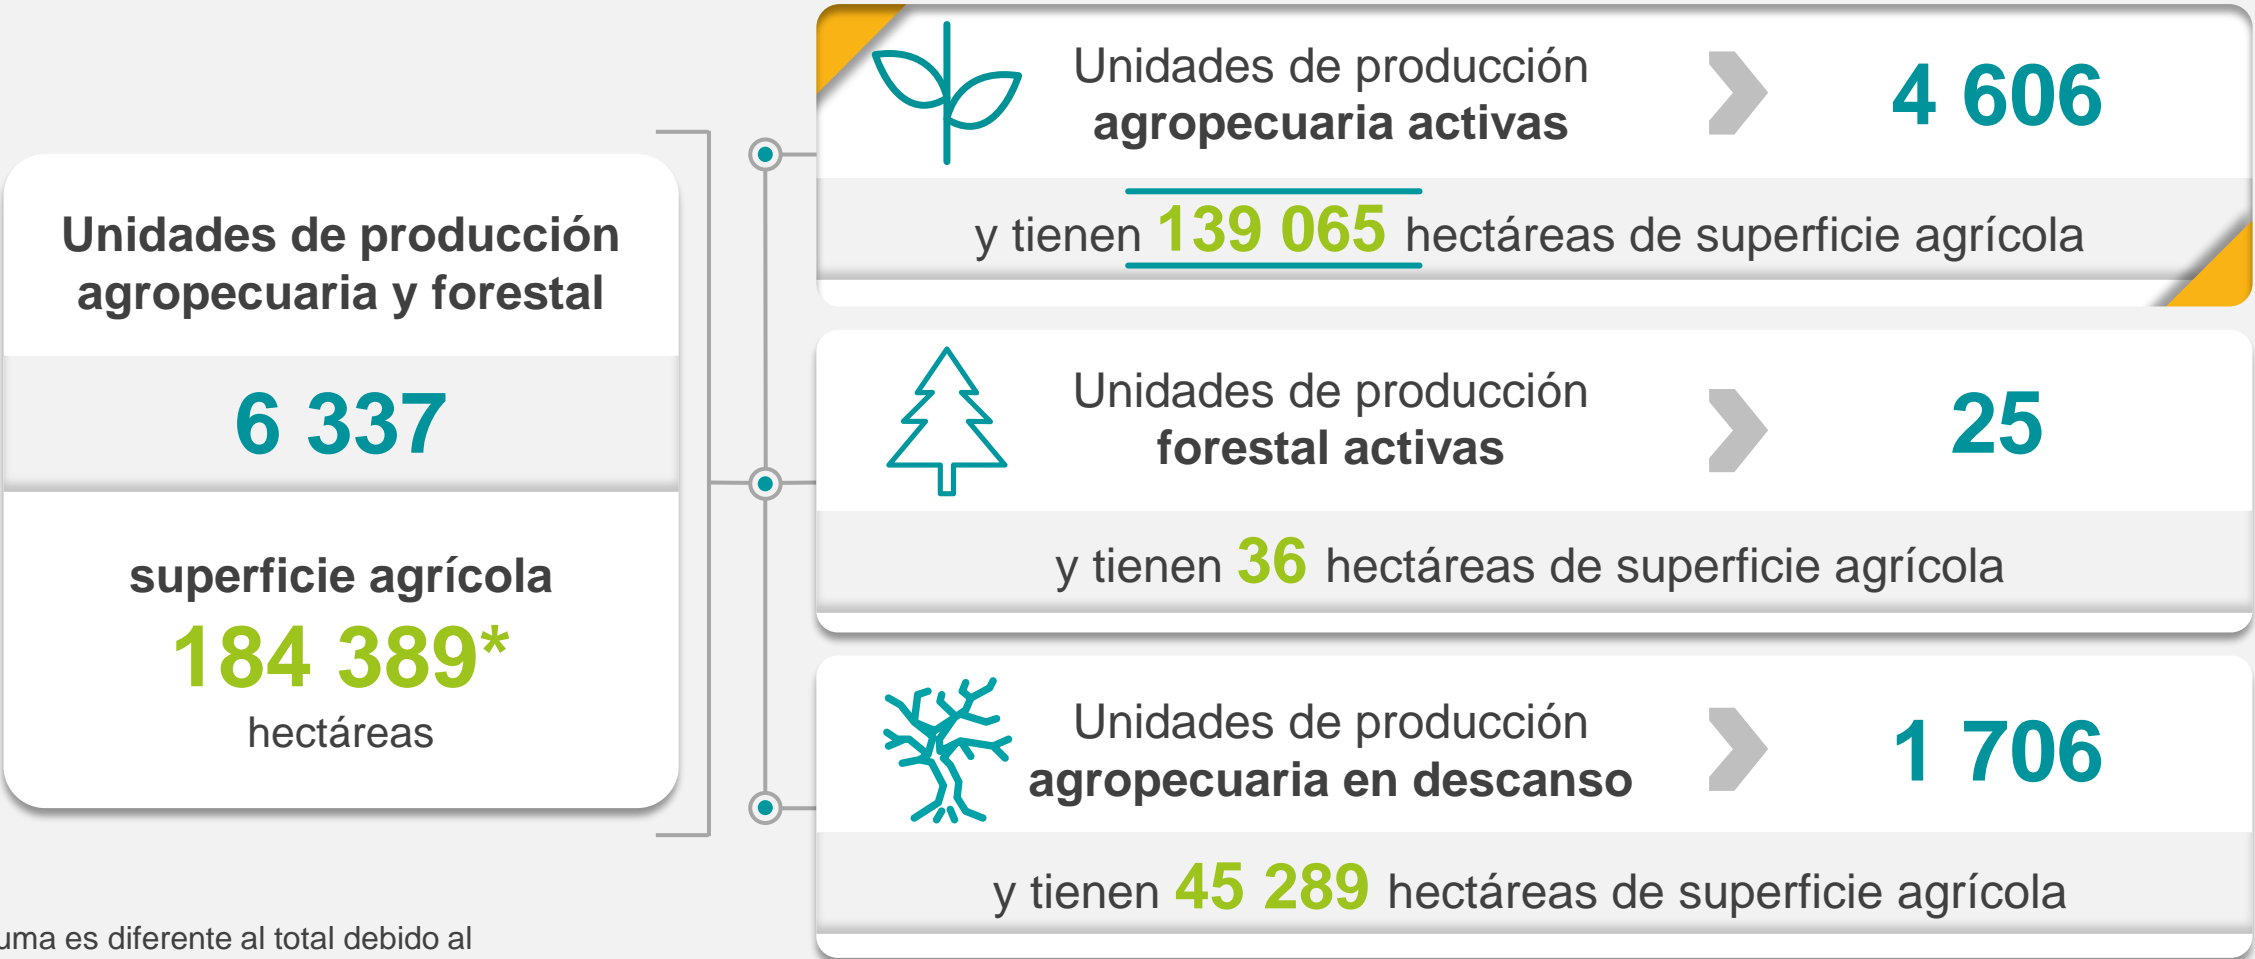 Unidades de producción
agropecuaria y forestal
6 337
superficie agrícola
184 389*
hectáreas
Unidades de producción
agropecuaria activas
4 606
y tienen 139 065 hectáreas de superficie agrícola
Unidades de producción
forestal activas
25
y tienen 36 hectáreas de superficie agrícola
Unidades de producción
agropecuaria en descanso
1 706
y tienen 45 289 hectáreas de superficie agrícola
es diferente al total debido al